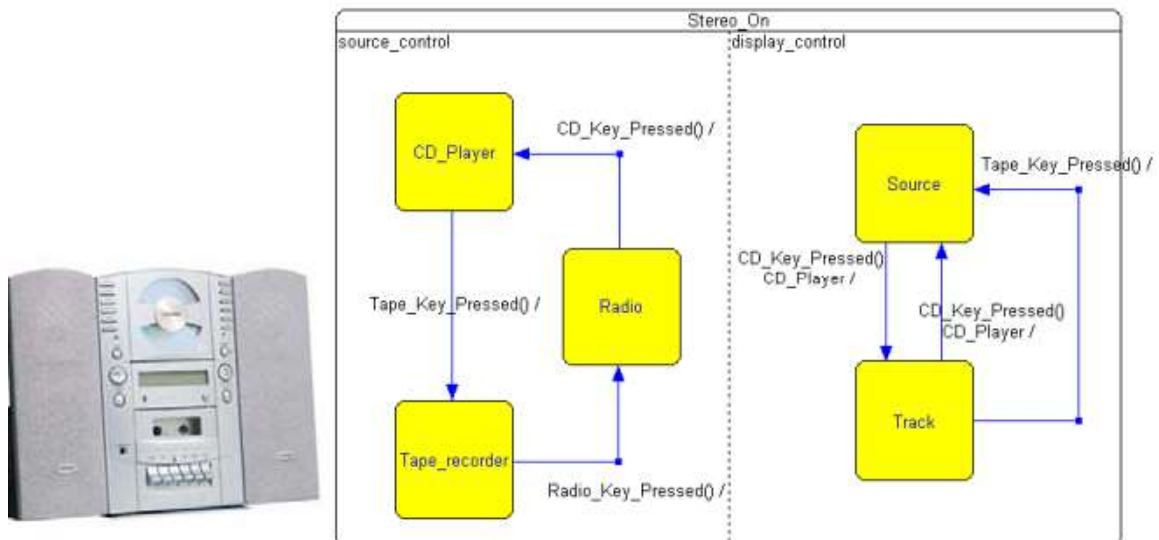 Stereo_On
source_control
display_control
CD_Player
CD_Key_Pressed() /
Tape_Key_Pressed() /
Radio
Tape_recorder
Radio_Key_Pressed() /
Source
Tape_Key_Pressed() /
CD_Key_Pressed()
CD_Player /
CD_Key_Pressed()
CD_Player /
Track